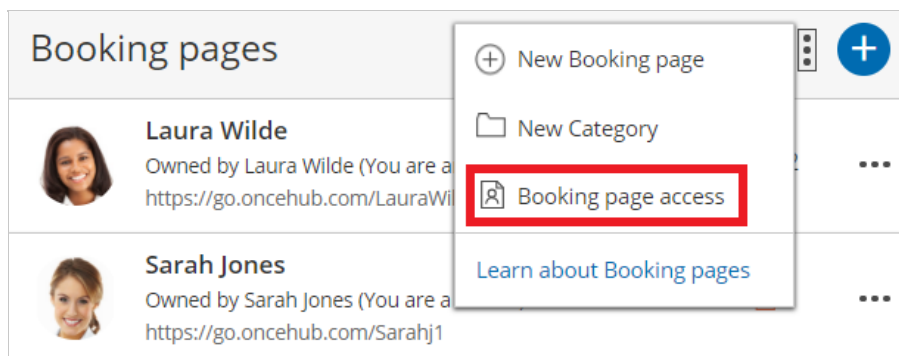 Booking pages
New Booking page
New Category
Booking page access
Learn about Booking pages
Laura Wilde
Owned by Laura Wilde (You are a
https://go.oncehub.com/LauraWil
Sarah Jones
Owned by Sarah Jones (You are a
https://go.oncehub.com/Sarahj1